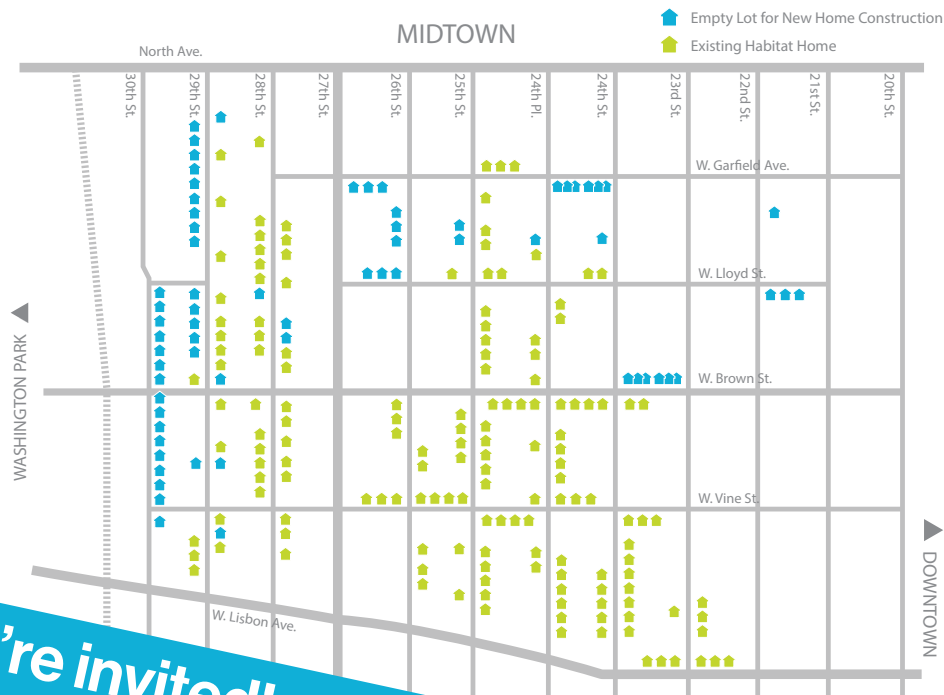 MIDTOWN
Empty Lot for New Home Construction
Existing Habitat Home
North Ave.
30th St.
29th St.
28th St.
27th St.
26th St.
25th St.
24th Pl.
24th St.
23rd St.
22nd St.
21st St.
20th St.
W. Garfield Ave.
W. Lloyd St.
WASHINGTON PARK
W. Brown St.
W. Vine St.
DOWNTOWN
W. Lisbon Ave.
're invited!